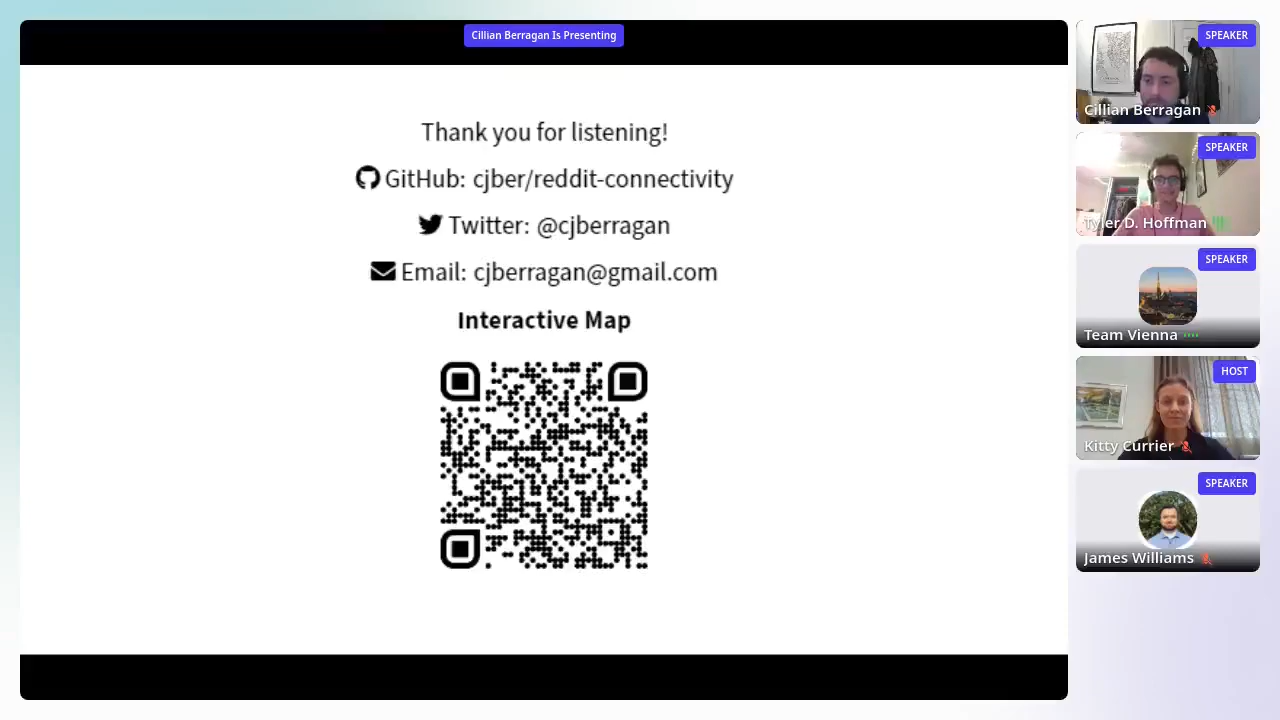 Cillian Berragan Is Presenting
Thank you for listening!
GitHub: cjber/reddit-connectivity
Twitter: @cjberragan
Email: cjberragan@gmail.com
Interactive Map
SPEAKER
Cillian Berragan
SPEAKER
Tyler D. Hoffman
SPEAKER
Team Vienna
HOST
Kitty Currier
SPEAKER
James Williams